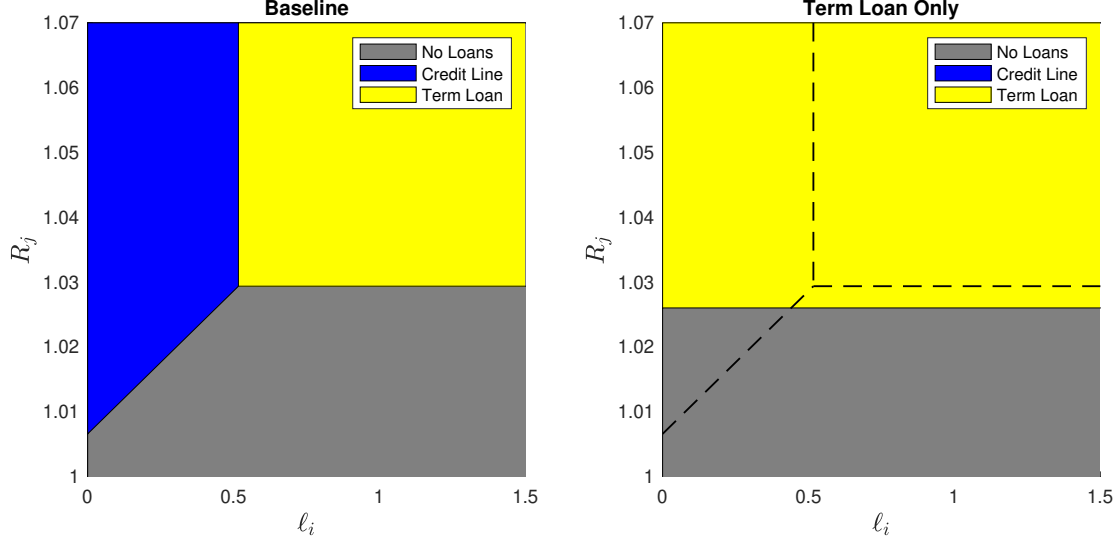 Baseline
1.07
1.06
1.05
1.04
1.03
1.02
1.01
1
R_j
No Loans
Credit Line
Term Loan
0
0.5
1
1.5
ℓ_i
Term Loan Only
1.07
1.06
1.05
1.04
1.03
1.02
1.01
1
R_j
No Loans
Credit Line
Term Loan
0
0.5
1
1.5
ℓ_i